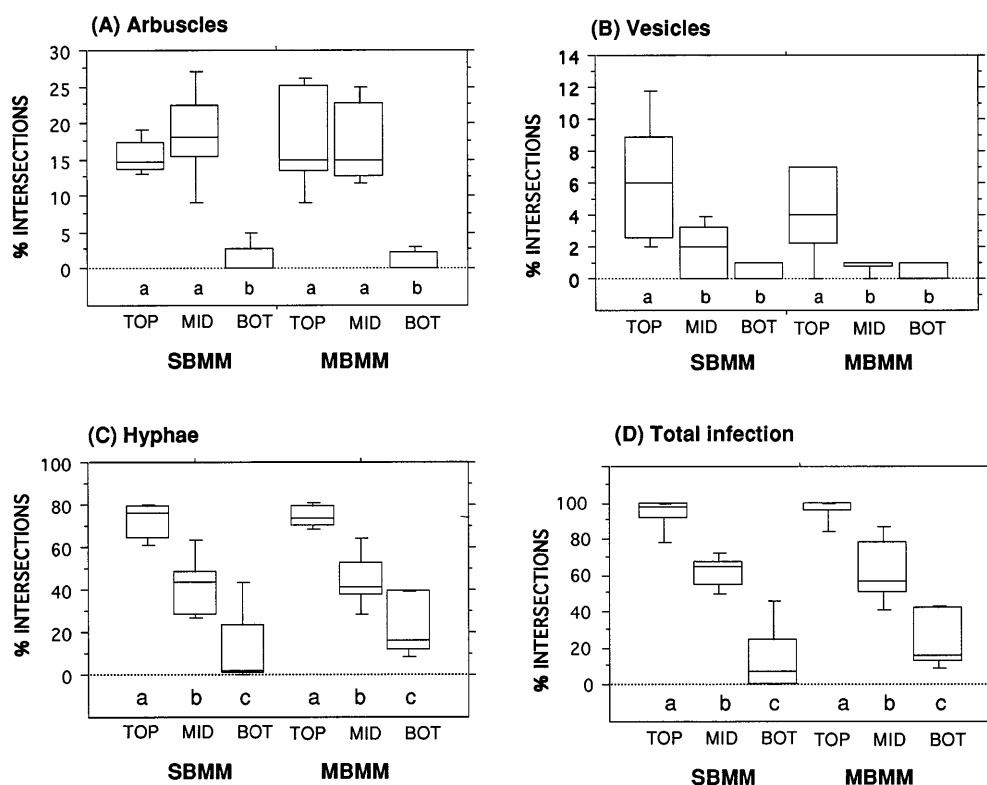 (A) Arbuscles
% INTERSECTIONS
30
25
20
15
10
5
0
a a b a a b
TOP MID BOT TOP MID BOT
SBMM MBMM
(B) Vesicles
% INTERSECTIONS
14
12
10
8
6
4
2
0
a b b a b b
TOP MID BOT TOP MID BOT
SBMM MBMM
(C) Hyphae
% INTERSECTIONS
100
80
60
40
20
0
a b c a b c
TOP MID BOT TOP MID BOT
SBMM MBMM
(D) Total infection
% INTERSECTIONS
100
80
60
40
20
0
a b c a b c
TOP MID BOT TOP MID BOT
SBMM MBMM